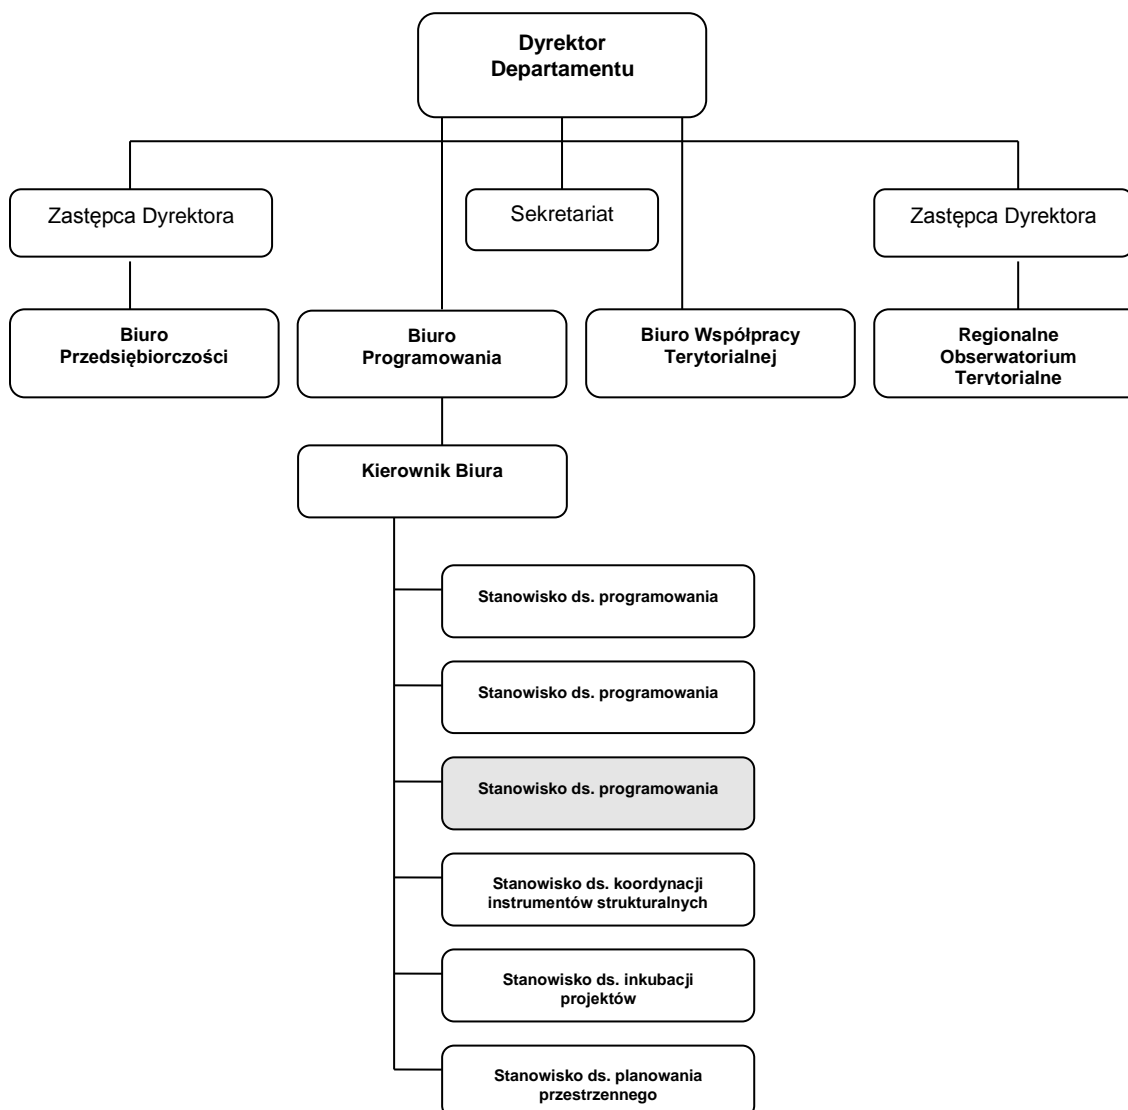 Dyrektor
Departamentu
Zastępca Dyrektora
Sekretariat
Zastępca Dyrektora
Biuro
Przedsiębiorczości
Biuro
Programowania
Biuro Współpracy
Terytorialnej
Regionalne
Obserwatorium
Terytorialne
Kierownik Biura
Stanowisko ds. programowania
Stanowisko ds. programowania
Stanowisko ds. programowania
Stanowisko ds. koordynacji
instrumentów strukturalnych
Stanowisko ds. inkubacji
projektów
Stanowisko ds. planowania
przestrzennego